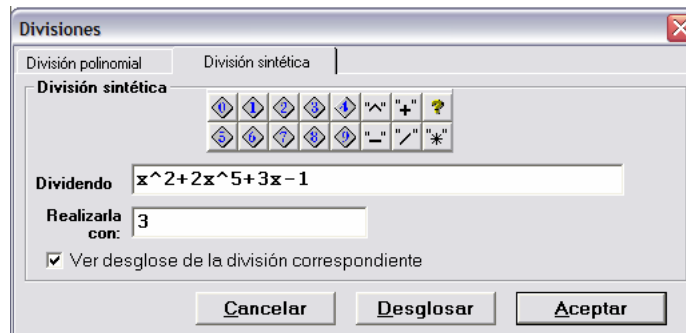 Divisiones
División polinomial
División sintética
División sintética
0 1 2 3 4 "^" "+" ?
5 6 7 8 9 "-" "/" "*"
Dividendo x^2+2x^5+3x-1
Realizarla
con: 3
Ver desglose de la división correspondiente
Cancelar Desglosar Aceptar